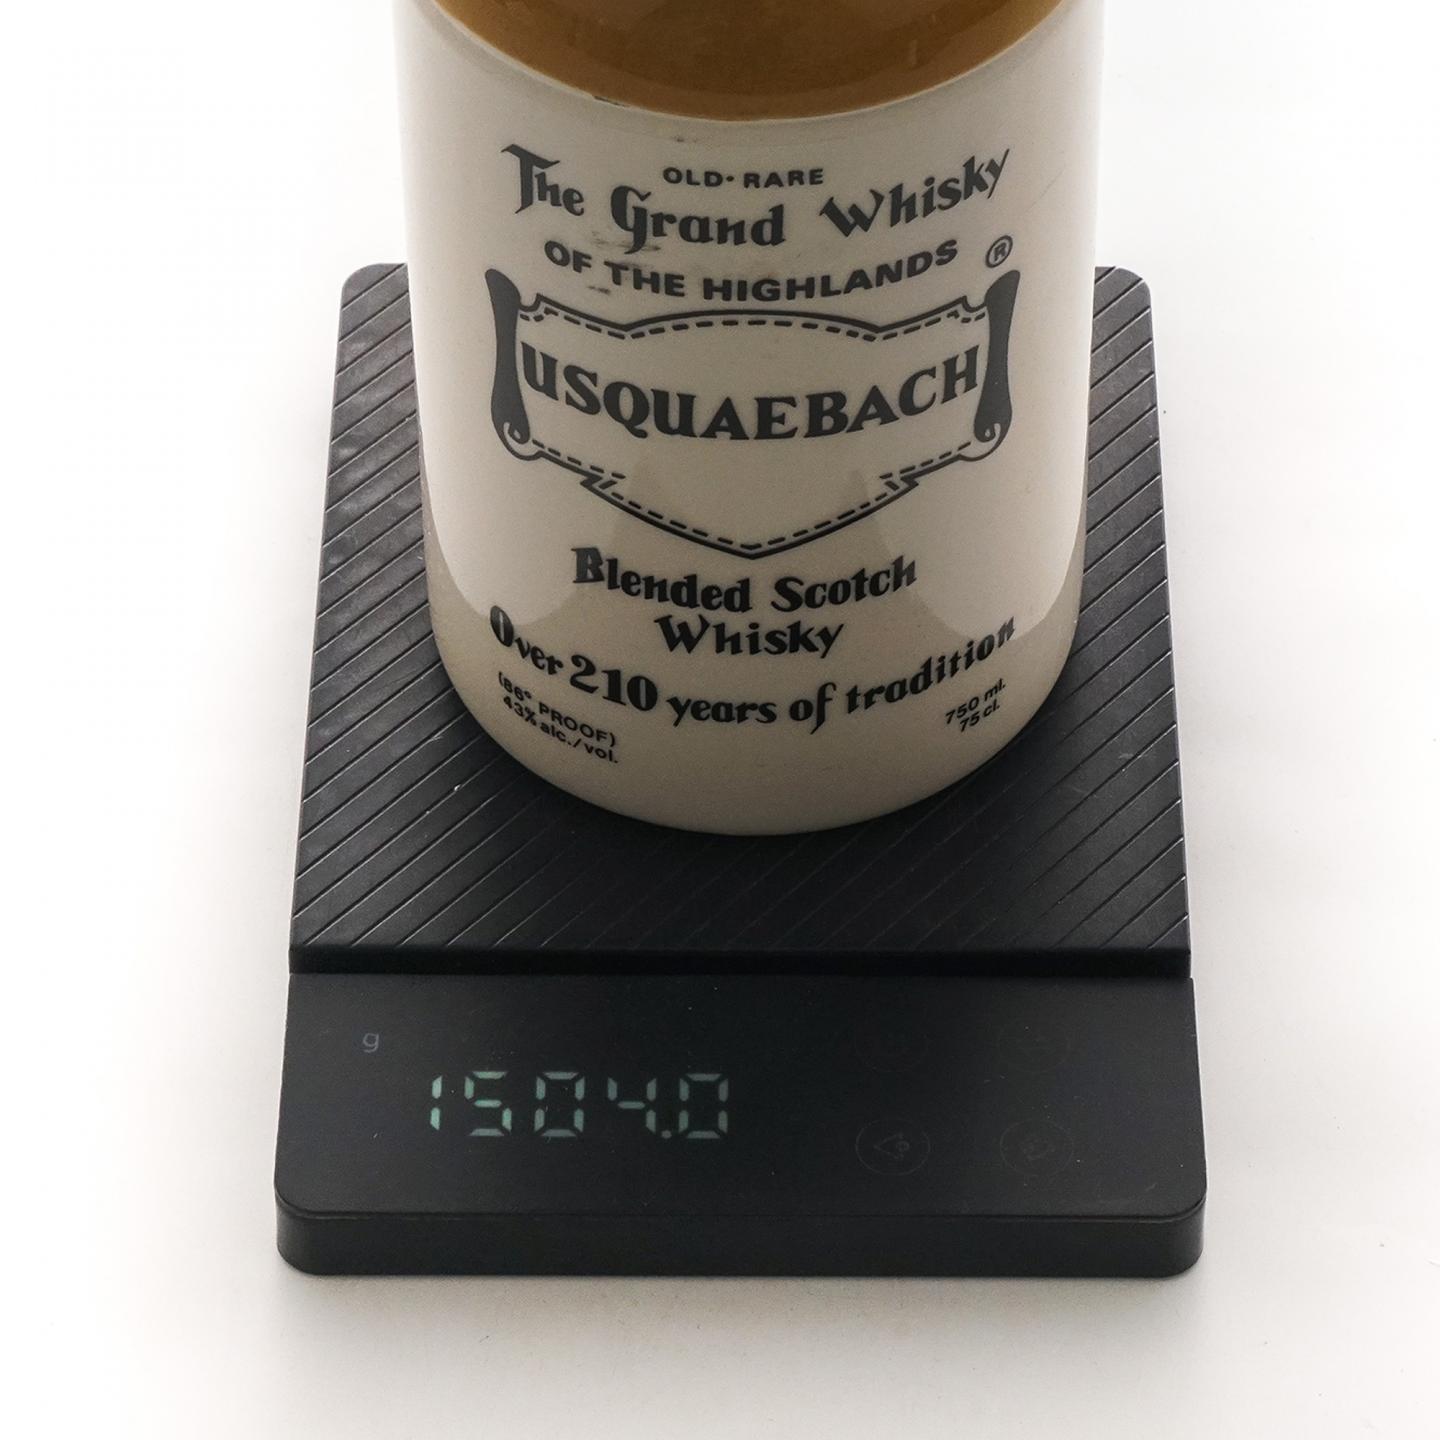 OLD·RARE
The Grand Whisky
OF THE HIGHLANDS ®
USQUAEBACH
Blended Scotch
Whisky
Over 210 years of tradition
(86° PROOF)
43% alc./vol.
750 ml.
75 cl.
g
1504.0